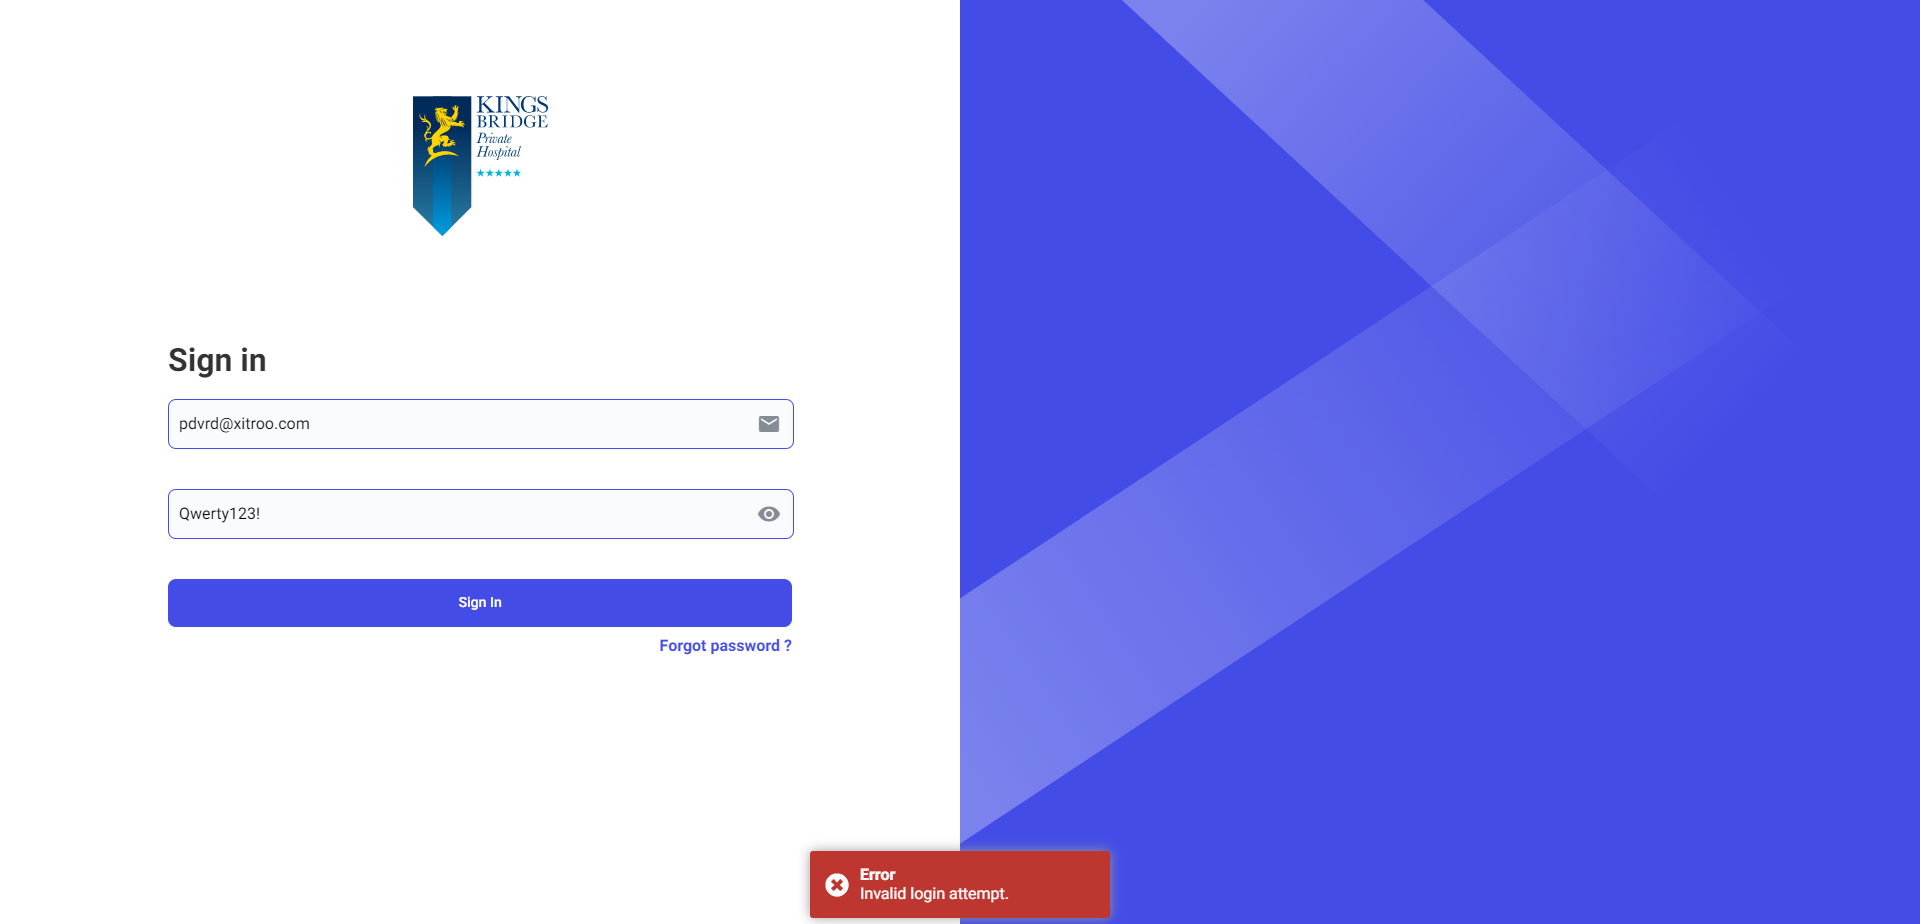 KINGS
BRIDGE
Private
Hospital
Sign in
pdvrd@xitroo.com
Qwerty123!
Sign In
Forgot password ?
Error
Invalid login attempt.